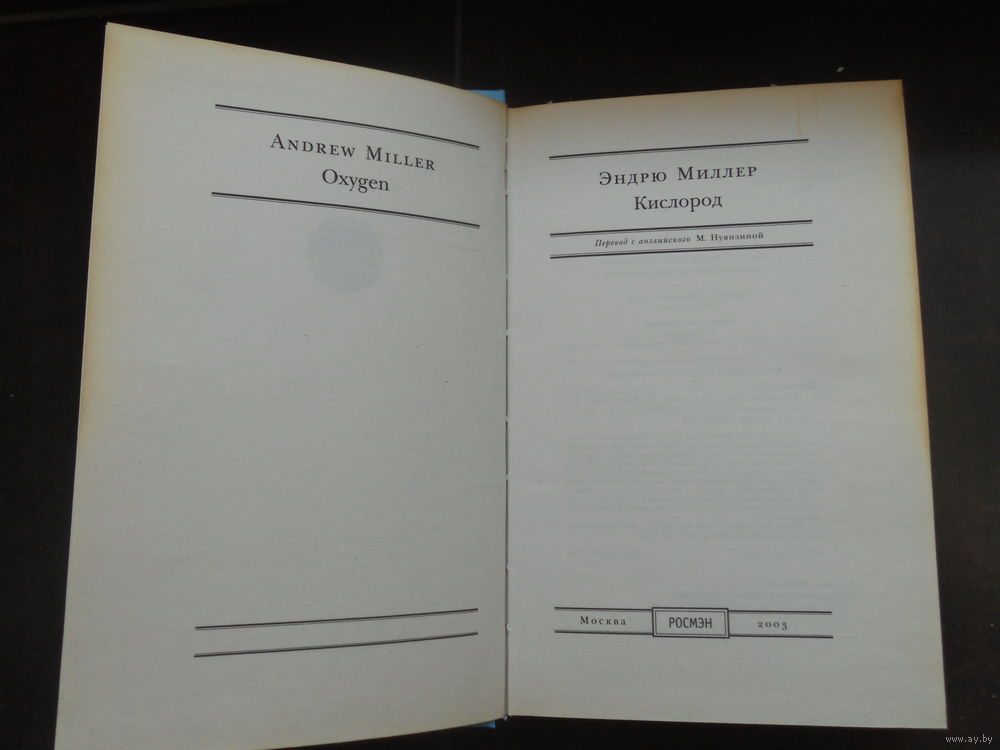 ANDREW MILLER
Oxygen
ЭНДРЮ МИЛЛЕР
Кислород
Перевод с английского М. Нуянзиной
Москва РОСМЭН 2003
www.ay.by